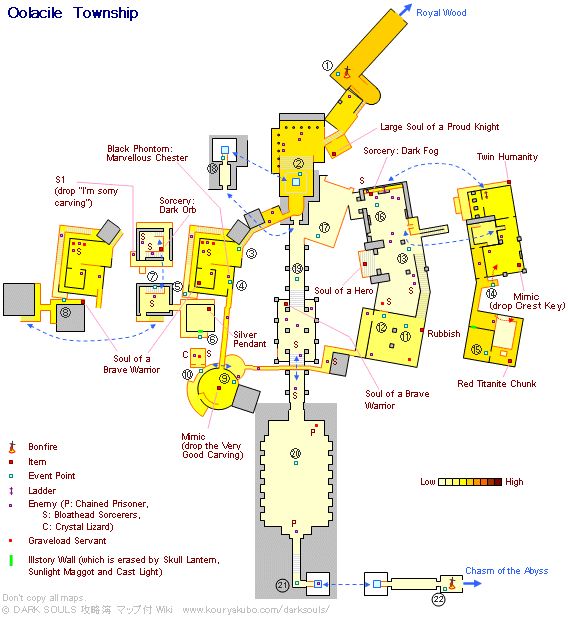 Oolacile Township
Royal Wood
①
Large Soul of a Proud Knight
Black Phantom:
Marvellous Chester
Sorcery: Dark Fog
Twin Humanity
②
⑱
S1
(drop "I'm sorry
carving")
Sorcery:
Dark Orb
S
S
S
S
S
⑯
⑰
③
⑬
⑲
④
⑦
⑤
⑧
S
S
Soul of a Hero
S
⑭
Mimic
(drop Crest Key)
⑥
Silver
Pendant
⑫
⑪
Rubbish
⑮
Soul of a
Brave Warrior
C
S
⑩
⑨
S
S
Soul of a Brave
Warrior
Red Titanite Chunk
Mimic
(drop the Very
Good Carving)
P
⑳
P
Bonfire
Item
Event Point
Ladder
Enemy (P: Chained Prisoner,
S: Bloathead Sorcerers,
C: Crystal Lizard)
Graveload Servant
Illstory Wall (which is erased by Skull Lantern,
Sunlight Maggot and Cast Light)
Low
High
㉑
㉒
Chasm of the Abyss
Don't copy all maps.
© DARK SOULS 攻略簿 マップ付 Wiki www.kouryakubo.com/darksouls/